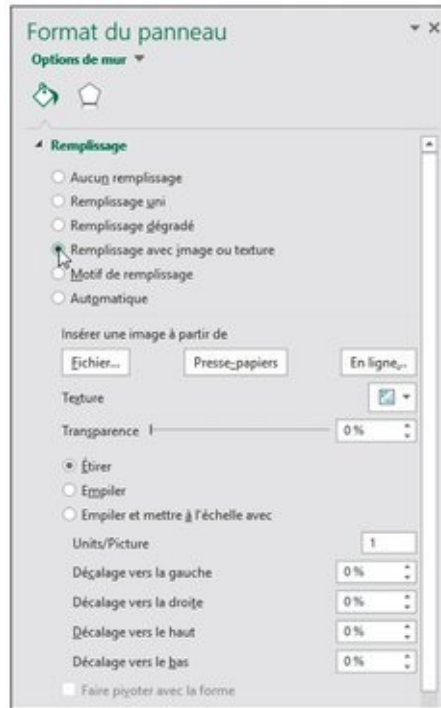 Format du panneau
Options de mur
Remplissage
Aucun remplissage
Remplissage uni
Remplissage dégradé
Remplissage avec image ou texture
Motif de remplissage
Automatique
Insérer une image à partir de
Fichier... Presse-papiers En ligne...
Texture
Transparence 0 %
Étirer
Empiler
Empiler et mettre à l'échelle avec
Units/Picture 1
Décalage vers la gauche 0 %
Décalage vers la droite 0 %
Décalage vers le haut 0 %
Décalage vers le bas 0 %
Faire pivoter avec la forme